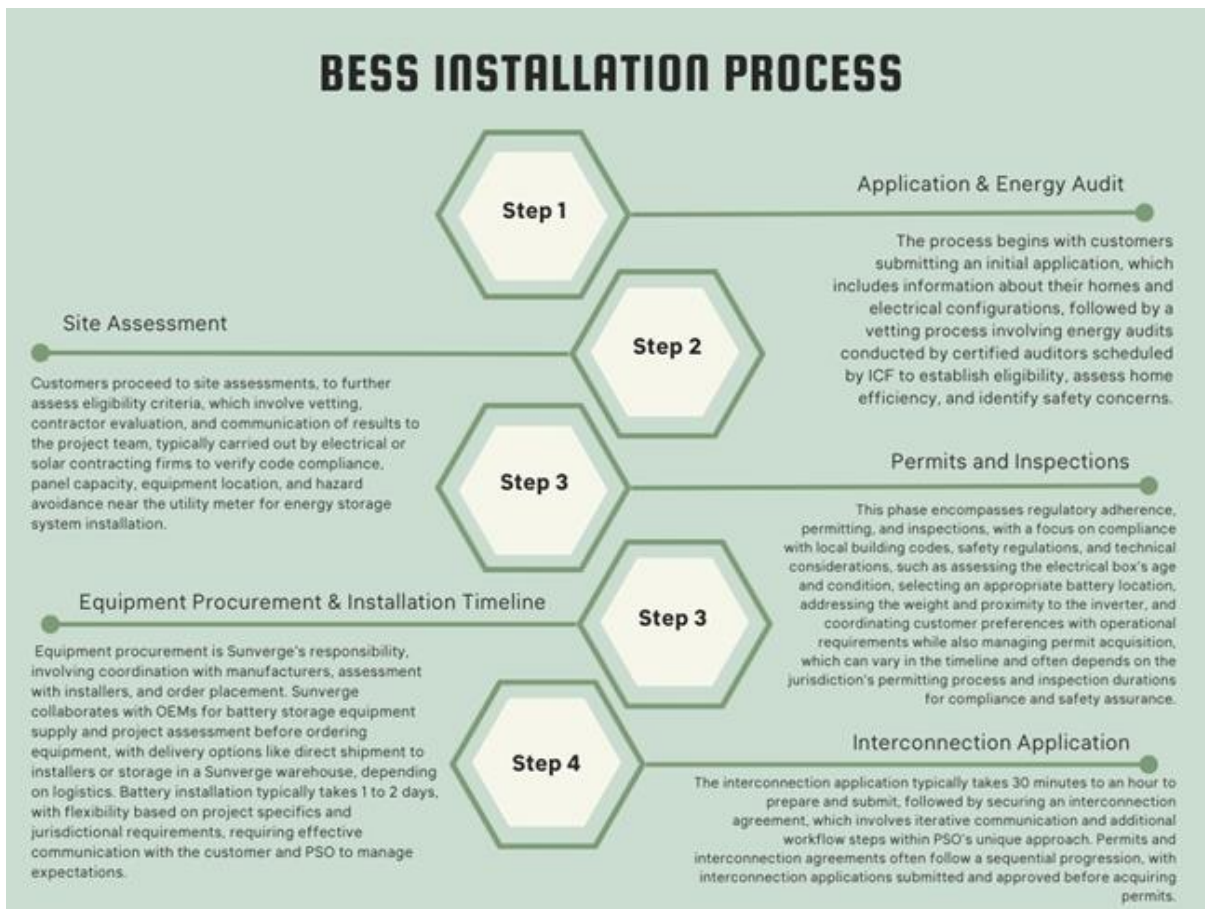 BESS INSTALLATION PROCESS
Step 1
Application & Energy Audit
The process begins with customers
submitting an initial application, which
includes information about their homes and
electrical configurations, followed by a
vetting process involving energy audits
conducted by certified auditors scheduled
by ICF to establish eligibility, assess home
efficiency, and identify safety concerns.
Step 2
Site Assessment
Customers proceed to site assessments, to further
assess eligibility criteria, which involve vetting,
contractor evaluation, and communication of results to
the project team, typically carried out by electrical or
solar contracting firms to verify code compliance,
panel capacity, equipment location, and hazard
avoidance near the utility meter for energy storage
system installation.
Step 3
Permits and Inspections
This phase encompasses regulatory adherence,
permitting, and inspections, with a focus on compliance
with local building codes, safety regulations, and technical
considerations, such as assessing the electrical box's age
and condition, selecting an appropriate battery location,
addressing the weight and proximity to the inverter, and
coordinating customer preferences with operational
requirements while also managing permit acquisition,
which can vary in the timeline and often depends on the
jurisdiction's permitting process and inspection durations
for compliance and safety assurance.
Step 3
Equipment Procurement & Installation Timeline
Equipment procurement is Sunverge's responsibility,
involving coordination with manufacturers, assessment
with installers, and order placement. Sunverge
collaborates with OEMs for battery storage equipment
supply and project assessment before ordering
equipment, with delivery options like direct shipment to
installers or storage in a Sunverge warehouse, depending
on logistics. Battery installation typically takes 1 to 2 days,
with flexibility based on project specifics and
jurisdictional requirements, requiring effective
communication with the customer and PSO to manage
expectations.
Step 4
Interconnection Application
The interconnection application typically takes 30 minutes to an hour to
prepare and submit, followed by securing an interconnection
agreement, which involves iterative communication and additional
workflow steps within PSO's unique approach. Permits and
interconnection agreements often follow a sequential progression, with
interconnection applications submitted and approved before acquiring
permits.